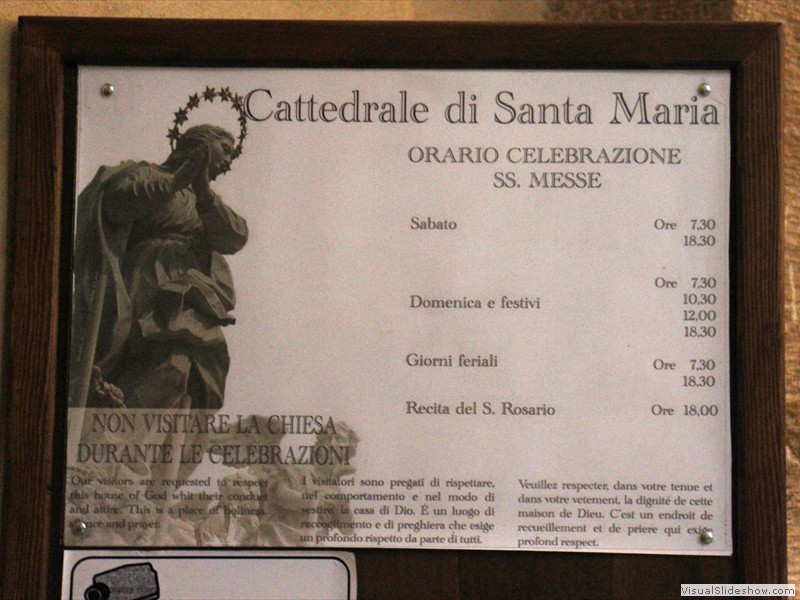 Cattedrale di Santa Maria
ORARIO CELEBRAZIONE
SS. MESSE
Sabato Ore 7,30
18,30
Ore 7,30
Domenica e festivi 10,30
12,00
18,30
Giorni feriali Ore 7,30
18,30
Recita del S. Rosario Ore 18,00
NON VISITARE LA CHIESA
DURANTE LE CELEBRAZIONI
Our visitors are requested to respect
this house of God whit their conduct
and attire. This is a place of holiness,
silence and prayer.
I visitatori sono pregati di rispettare,
nel comportamento e nel modo di
vestire, la casa di Dio. È un luogo di
raccoglimento e di preghiera che esige
un profondo rispetto da parte di tutti.
Veuillez respecter, dans votre tenue et
dans votre vetement, la dignité de cette
maison de Dieu. C'est un endroit de
recueillement et de priere qui exige
profond respect.
VisualSlideshow.com